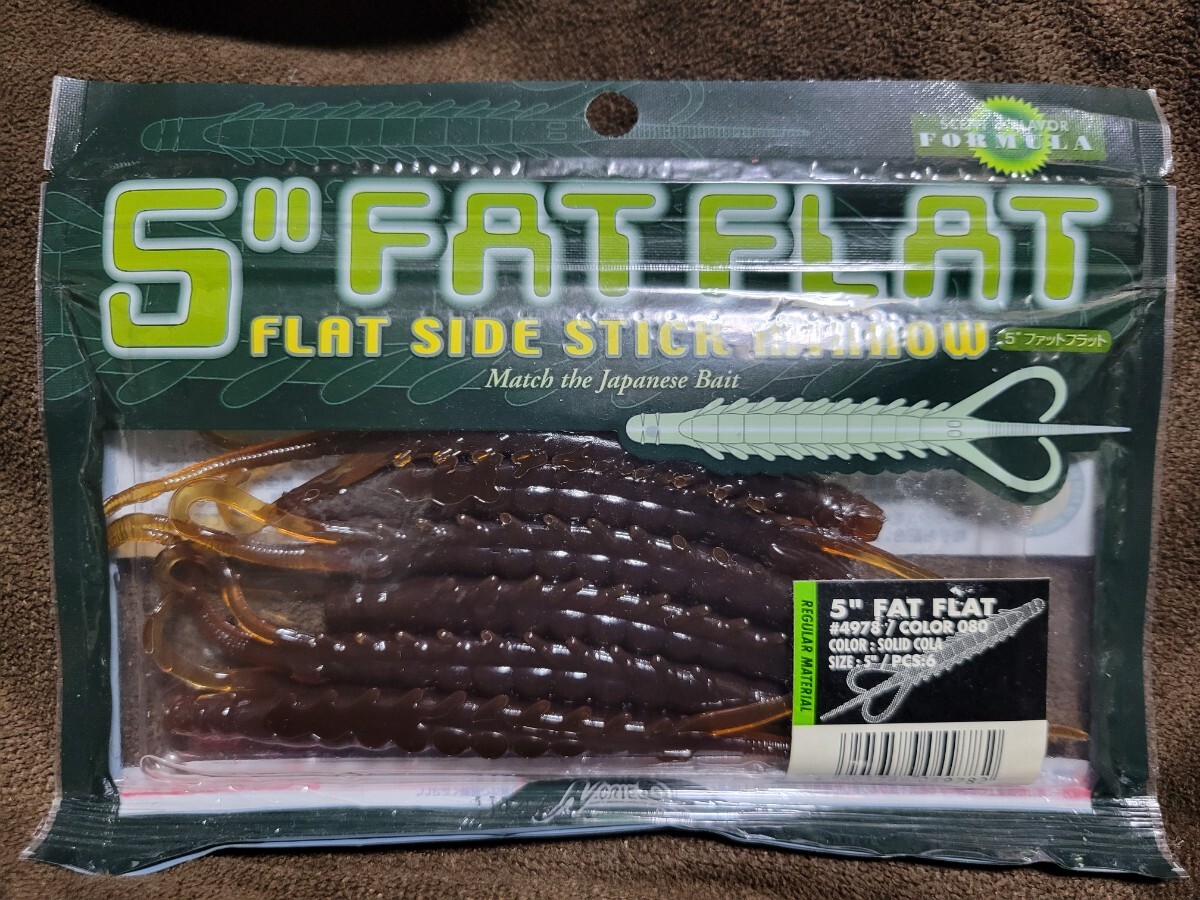 SCENT & FLAVOR
FORMULA
5" FAT FLAT
FLAT SIDE STICK MINNOW
5" ファットフラット
Match the Japanese Bait
REGULAR MATERIAL
5" FAT FLAT
#4978 / COLOR 080
COLOR : SOLID COLA
SIZE : 5" / PCS:6